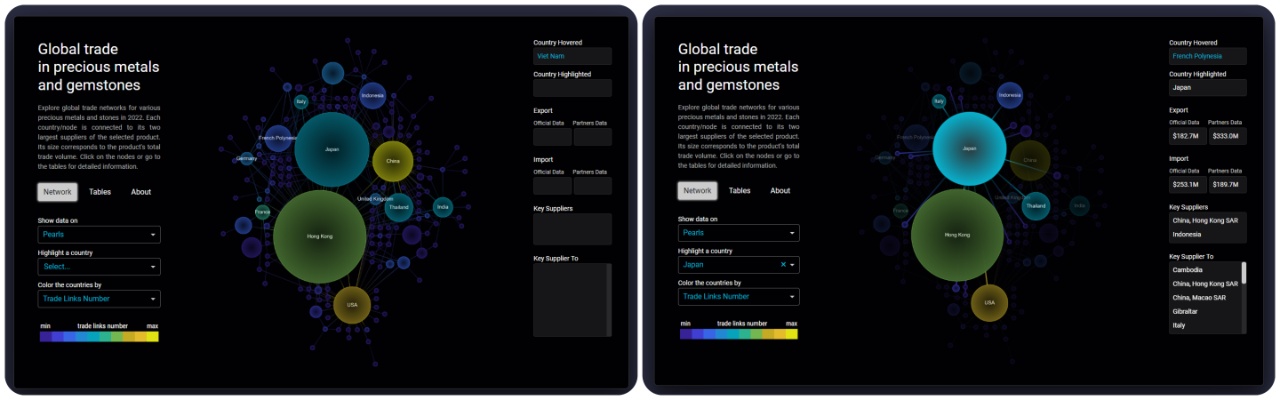 Global trade
in precious metals
and gemstones
Explore global trade networks for various
precious metals and stones in 2022. Each
country/node is connected to its two
largest suppliers of the selected product.
Its size corresponds to the product's total
trade volume. Click on the nodes or go to
the tables for detailed information.
Network Tables About
Show data on
Pearls
Highlight a country
Select...
Color the countries by
Trade Links Number
min trade links number max
Indonesia
Italy
French Polynesia
Japan
Germany
China
United Kingdom
Thailand
India
France
Hong Kong
USA
Country Hovered
Viet Nam
Country Highlighted
Export
Official Data Partners Data
Import
Official Data Partners Data
Key Suppliers
Key Supplier To
Global trade
in precious metals
and gemstones
Explore global trade networks for various
precious metals and stones in 2022. Each
country/node is connected to its two
largest suppliers of the selected product.
Its size corresponds to the product's total
trade volume. Click on the nodes or go to
the tables for detailed information.
Network Tables About
Show data on
Pearls
Highlight a country
Japan
Color the countries by
Trade Links Number
min trade links number max
Indonesia
Italy
French Polynesia
Japan
Germany
China
United Kingdom
Thailand
India
France
Hong Kong
USA
Country Hovered
French Polynesia
Country Highlighted
Japan
Export
Official Data Partners Data
$182.7M $333.0M
Import
Official Data Partners Data
$253.1M $189.7M
Key Suppliers
China, Hong Kong SAR
Indonesia
Key Supplier To
Cambodia
China, Hong Kong SAR
China, Macao SAR
Gibraltar
Italy